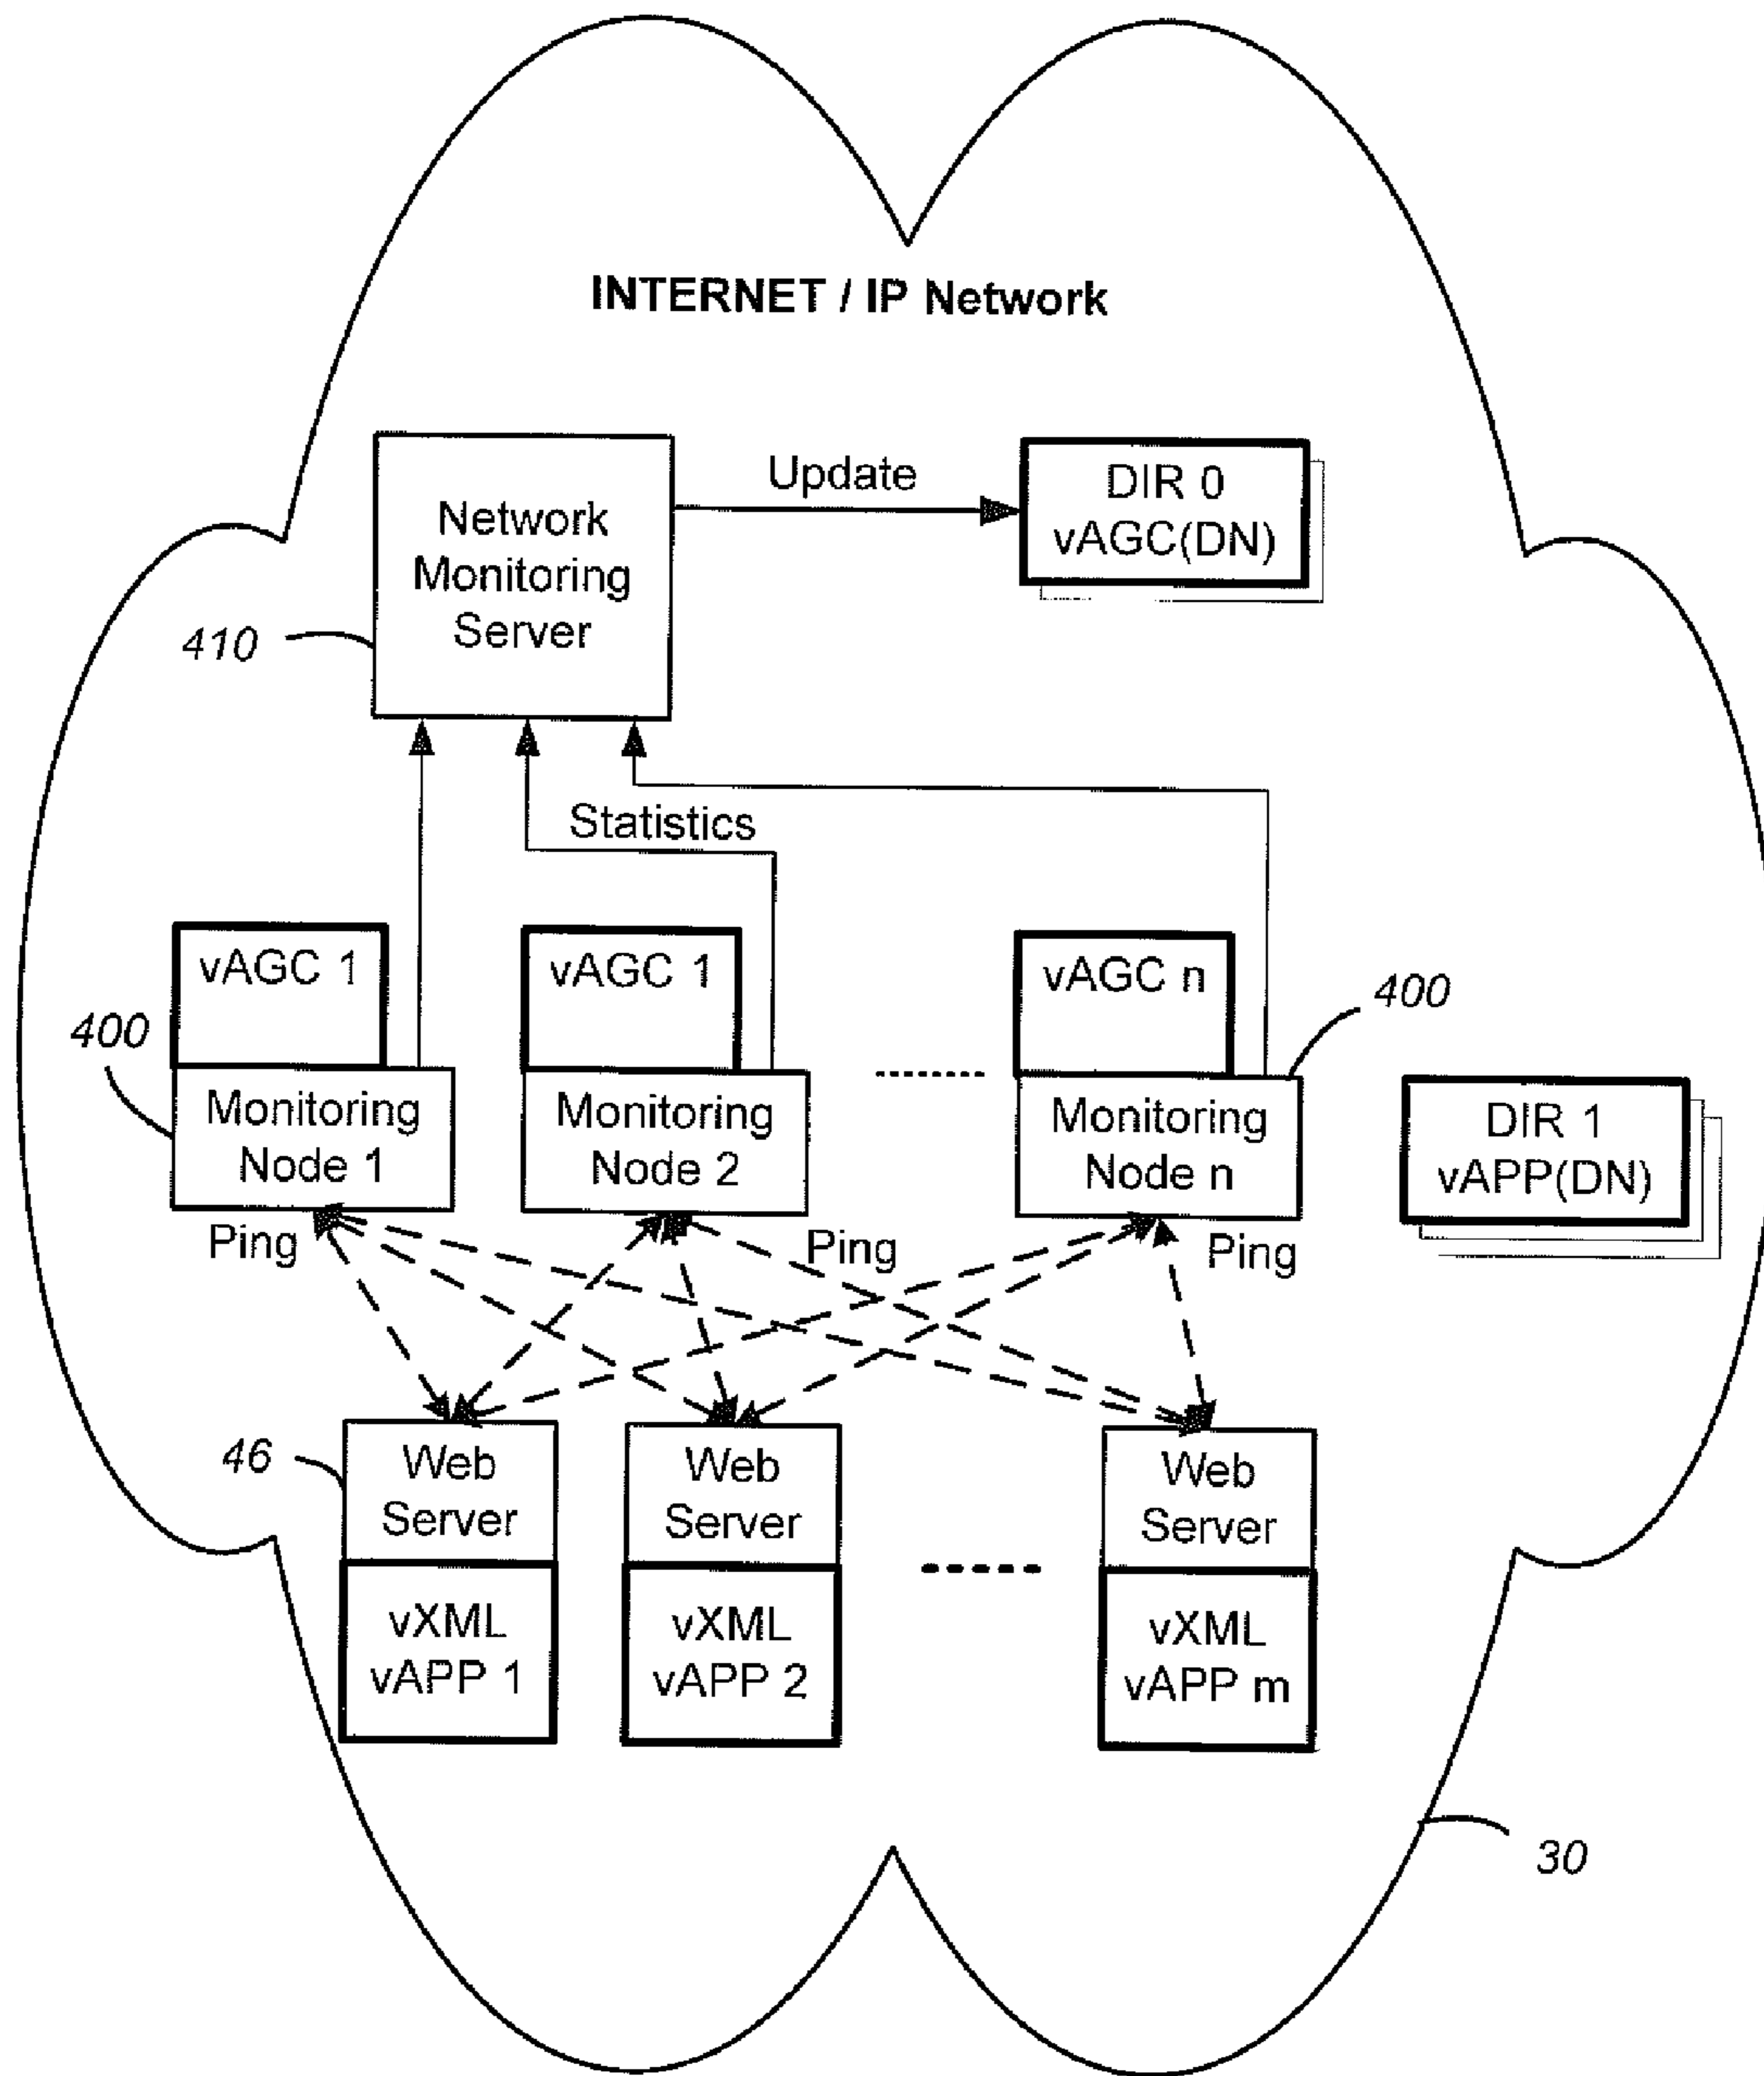 INTERNET / IP Network
Update
DIR 0
vAGC(DN)
Network
Monitoring
Server
410
Statistics
vAGC 1
vAGC 1
vAGC n
400
400
Monitoring
Node 1
Monitoring
Node 2
Monitoring
Node n
DIR 1
vAPP(DN)
Ping
Ping
Ping
46
Web
Server
Web
Server
Web
Server
vXML
vAPP 1
vXML
vAPP 2
vXML
vAPP m
30